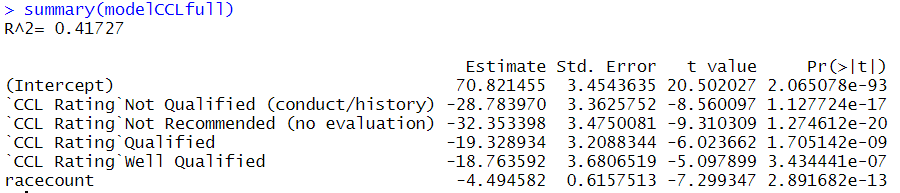 > summary(modelCCLfull)
R^2= 0.41727
Estimate Std. Error t value Pr(>|t|)
(Intercept) 70.821455 3.4543635 20.502027 2.065078e-93
`CCL Rating`Not Qualified (conduct/history) -28.783970 3.3625752 -8.560097 1.127724e-17
`CCL Rating`Not Recommended (no evaluation) -32.353398 3.4750081 -9.310309 1.274612e-20
`CCL Rating`Qualified -19.328934 3.2088344 -6.023662 1.705142e-09
`CCL Rating`Well Qualified -18.763592 3.6806519 -5.097899 3.434441e-07
racecount -4.494582 0.6157513 -7.299347 2.891682e-13